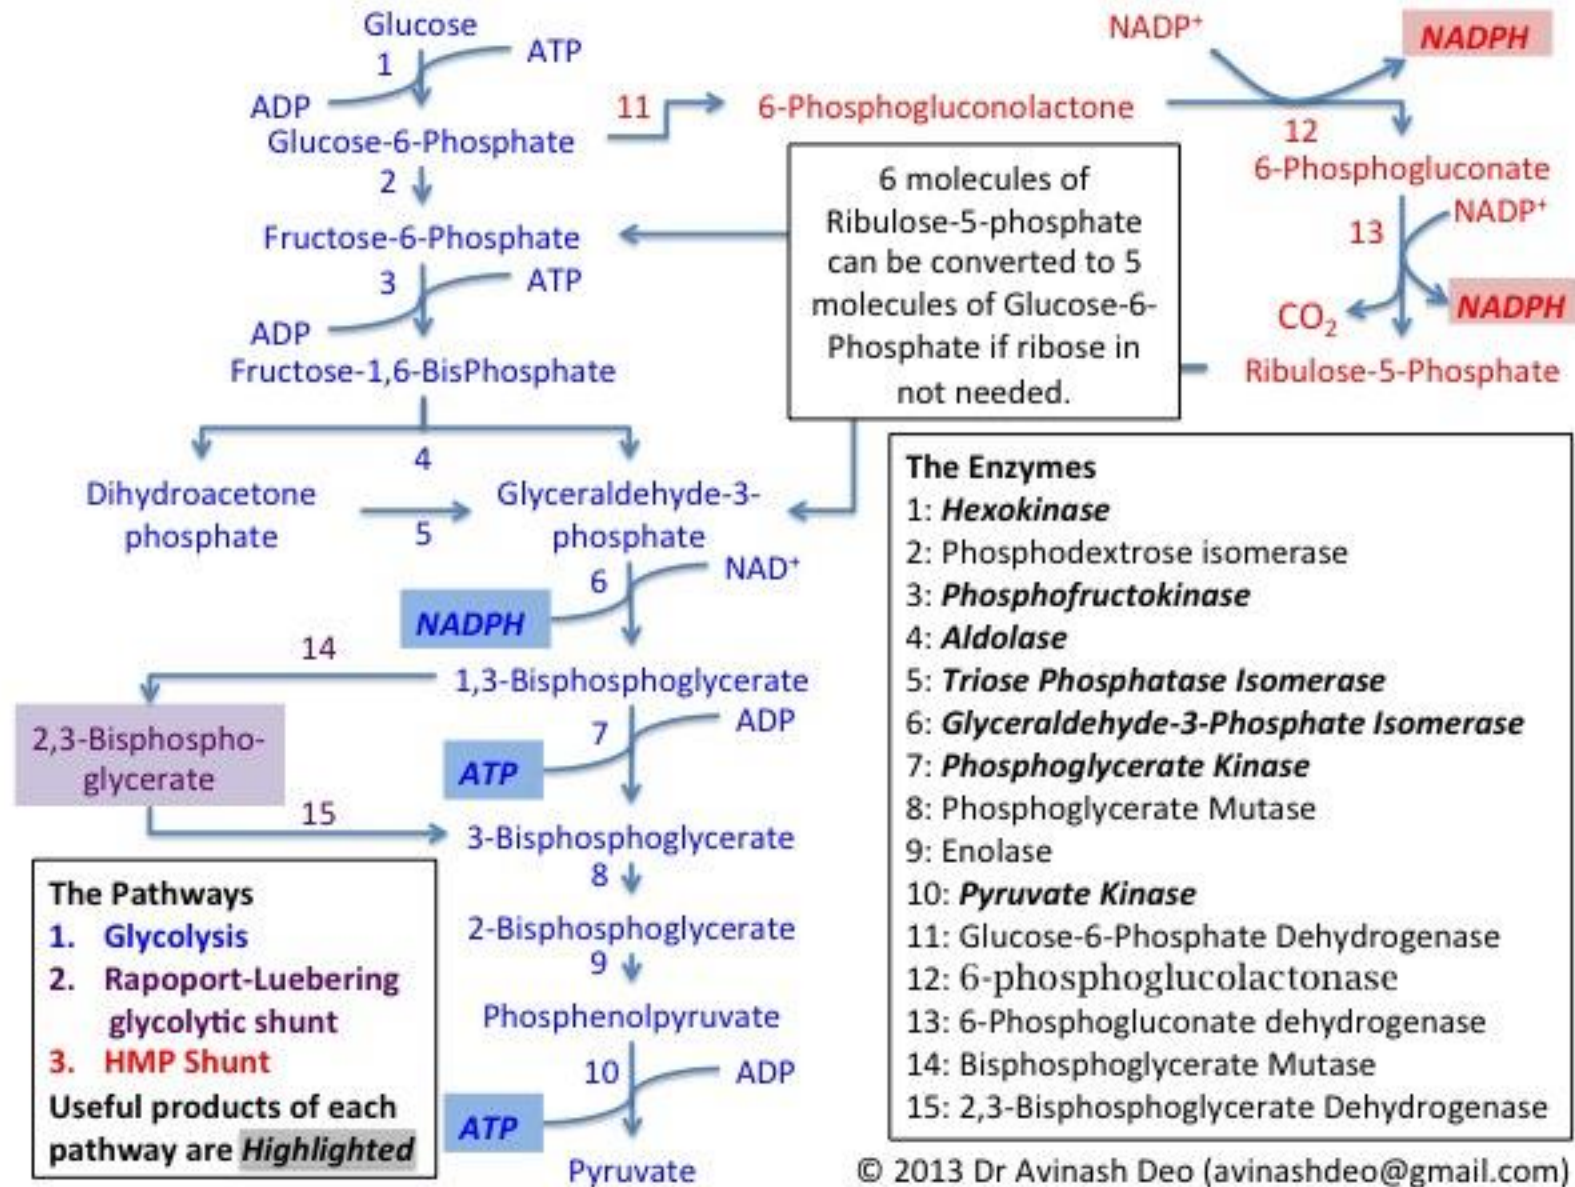 Glucose
1
ATP
ADP
Glucose-6-Phosphate
2
Fructose-6-Phosphate
3
ATP
ADP
Fructose-1,6-BisPhosphate
4
Dihydroacetone
phosphate
5
Glyceraldehyde-3-
phosphate
6
NAD⁺
NADPH
1,3-Bisphosphoglycerate
14
2,3-Bisphospho-
glycerate
15
7
ADP
ATP
3-Bisphosphoglycerate
8
2-Bisphosphoglycerate
9
Phosphenolpyruvate
10
ADP
ATP
Pyruvate
11
6-Phosphogluconolactone
NADP⁺
NADPH
12
6-Phosphogluconate
13
NADP⁺
NADPH
CO₂
Ribulose-5-Phosphate
6 molecules of
Ribulose-5-phosphate
can be converted to 5
molecules of Glucose-6-
Phosphate if ribose in
not needed.
The Pathways
1. Glycolysis
2. Rapoport-Luebering
glycolytic shunt
3. HMP Shunt
Useful products of each
pathway are Highlighted
The Enzymes
1: Hexokinase
2: Phosphodextrose isomerase
3: Phosphofructokinase
4: Aldolase
5: Triose Phosphatase Isomerase
6: Glyceraldehyde-3-Phosphate Isomerase
7: Phosphoglycerate Kinase
8: Phosphoglycerate Mutase
9: Enolase
10: Pyruvate Kinase
11: Glucose-6-Phosphate Dehydrogenase
12: 6-phosphoglucolactonase
13: 6-Phosphogluconate dehydrogenase
14: Bisphosphoglycerate Mutase
15: 2,3-Bisphosphoglycerate Dehydrogenase
© 2013 Dr Avinash Deo (avinashdeo@gmail.com)